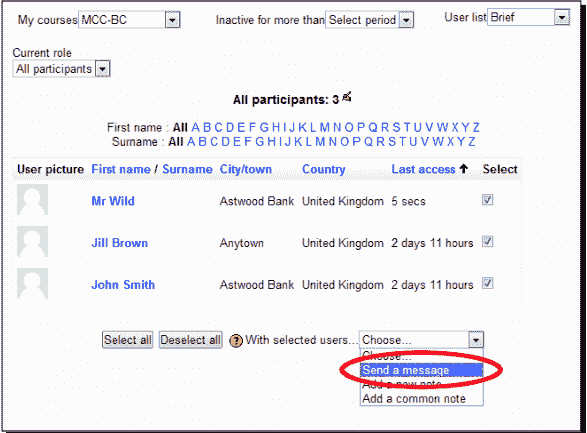 My courses MCC-BC Inactive for more than Select period User list Brief
Current role
All participants
All participants: 3
First name : All A B C D E F G H I J K L M N O P Q R S T U V W X Y Z
Surname : All A B C D E F G H I J K L M N O P Q R S T U V W X Y Z
User picture First name / Surname City/town Country Last access ↑ Select
Mr Wild Astwood Bank United Kingdom 5 secs
Jill Brown Anytown United Kingdom 2 days 11 hours
John Smith Astwood Bank United Kingdom 2 days 11 hours
Select all Deselect all ? With selected users... Choose...
Choose...
Send a message
Add a new note
Add a common note